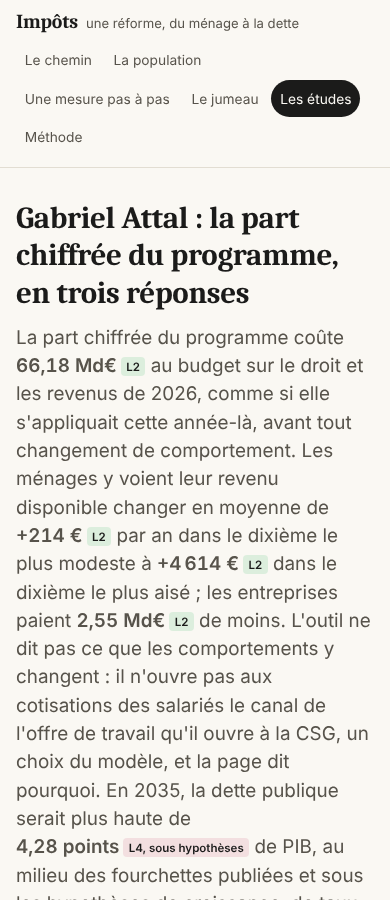 Impôts une réforme, du ménage à la dette
Le chemin La population
Une mesure pas à pas Le jumeau Les études
Méthode
Gabriel Attal : la part
chiffrée du programme,
en trois réponses
La part chiffrée du programme coûte
66,18 Md€ L2 au budget sur le droit et
les revenus de 2026, comme si elle
s'appliquait cette année-là, avant tout
changement de comportement. Les
ménages y voient leur revenu
disponible changer en moyenne de
+214 € L2 par an dans le dixième le
plus modeste à +4 614 € L2 dans le
dixième le plus aisé ; les entreprises
paient 2,55 Md€ L2 de moins. L'outil ne
dit pas ce que les comportements y
changent : il n'ouvre pas aux
cotisations des salariés le canal de
l'offre de travail qu'il ouvre à la CSG, un
choix du modèle, et la page dit
pourquoi. En 2035, la dette publique
serait plus haute de
4,28 points L4, sous hypothèses de PIB, au
milieu des fourchettes publiées et sous